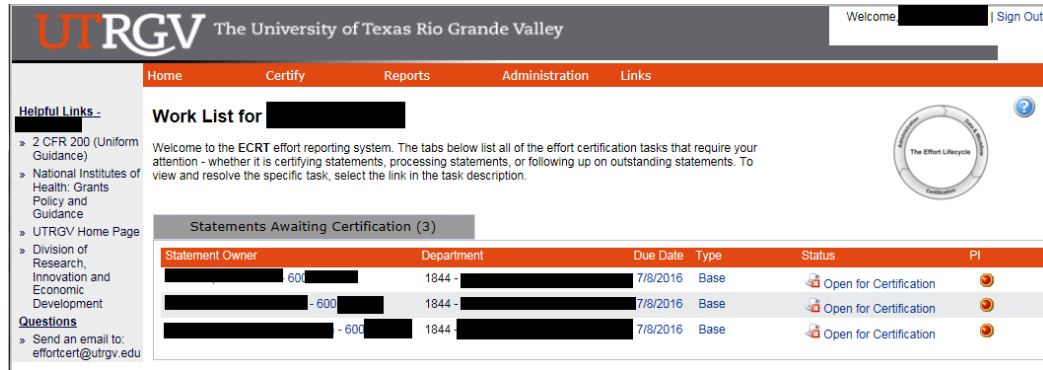 UTRGV The University of Texas Rio Grande Valley
Welcome, | Sign Out
Home Certify Reports Administration Links
Helpful Links -
» 2 CFR 200 (Uniform
Guidance)
» National Institutes of
Health: Grants
Policy and
Guidance
» UTRGV Home Page
» Division of
Research,
Innovation and
Economic
Development
Questions
» Send an email to:
effortcert@utrgv.edu
Work List for
Welcome to the ECRT effort reporting system. The tabs below list all of the effort certification tasks that require your
attention - whether it is certifying statements, processing statements, or following up on outstanding statements. To
view and resolve the specific task, select the link in the task description.
Administration
Data & Workflow
The Effort Lifecycle
Certification
?
Statements Awaiting Certification (3)
Statement Owner Department Due Date Type Status PI
- 600 1844 - 7/8/2016 Base Open for Certification
- 600 1844 - 7/8/2016 Base Open for Certification
- 600 1844 - 7/8/2016 Base Open for Certification